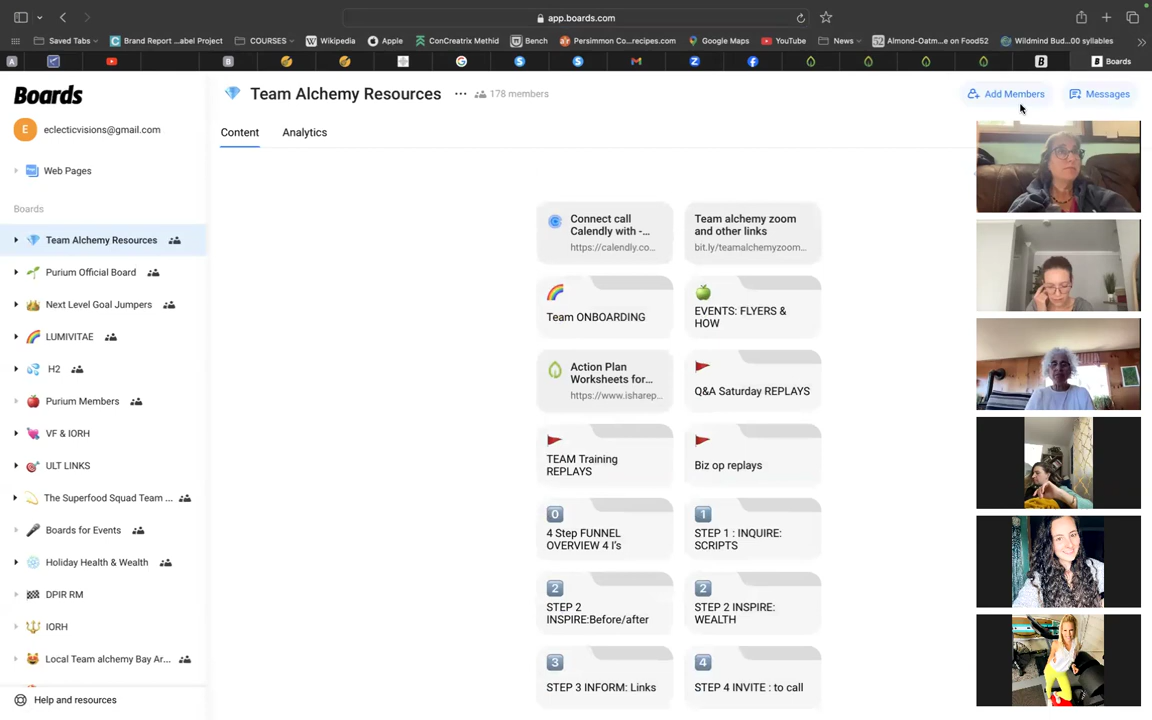 app.boards.com
Saved Tabs
Brand Report ...abel Project
COURSES
Wikipedia
Apple
ConCreatrix Methid
Bench
Persimmon Co...recipes.com
Google Maps
YouTube
News
Almond-Oatm...e on Food52
Wildmind Bud...00 syllables
Boards
Boards
E
eclecticvisions@gmail.com
Web Pages
Boards
Team Alchemy Resources
Purium Official Board
Next Level Goal Jumpers
LUMIVITAE
H2
Purium Members
VF & IORH
ULT LINKS
The Superfood Squad Team ...
Boards for Events
Holiday Health & Wealth
DPIR RM
IORH
Local Team alchemy Bay Ar...
Help and resources
Team Alchemy Resources
178 members
Add Members
Messages
Content
Analytics
Connect call
Calendly with -...
https://calendly.co...
Team alchemy zoom
and other links
bit.ly/teamalchemyzoom...
Team ONBOARDING
EVENTS: FLYERS &
HOW
Action Plan
Worksheets for...
https://www.isharep...
Q&A Saturday REPLAYS
TEAM Training
REPLAYS
Biz op replays
0
4 Step FUNNEL
OVERVIEW 4 I's
1
STEP 1 : INQUIRE:
SCRIPTS
2
STEP 2
INSPIRE:Before/after
2
STEP 2 INSPIRE:
WEALTH
3
STEP 3 INFORM: Links
4
STEP 4 INVITE : to call